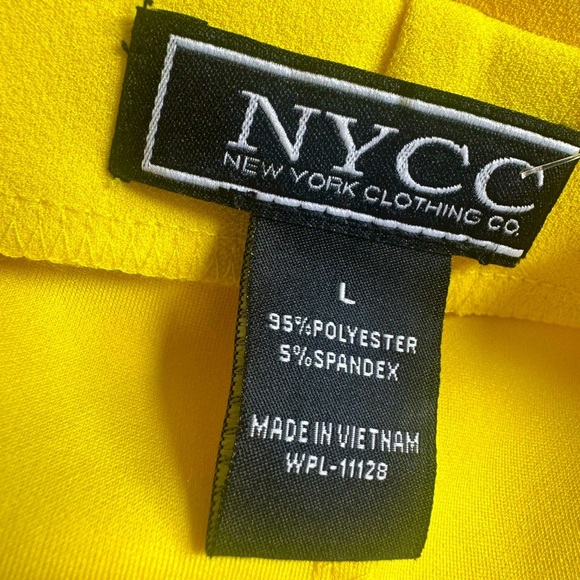 NYCC
NEW YORK CLOTHING CO.
L
95%POLYESTER
5%SPANDEX
MADE IN VIETNAM
WPL-11128